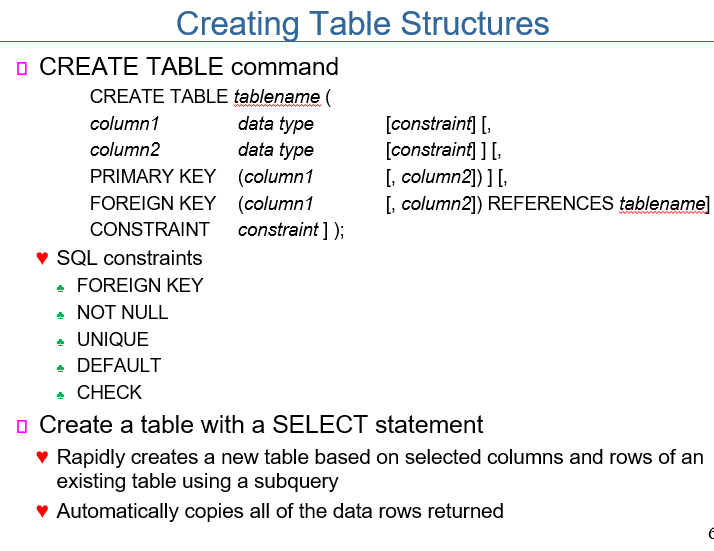 Creating Table Structures
CREATE TABLE command
CREATE TABLE tablename (
column1 data type [constraint] [,
column2 data type [constraint] ] [,
PRIMARY KEY (column1 [, column2]) ] [,
FOREIGN KEY (column1 [, column2]) REFERENCES tablename]
CONSTRAINT constraint ] );
SQL constraints
FOREIGN KEY
NOT NULL
UNIQUE
DEFAULT
CHECK
Create a table with a SELECT statement
Rapidly creates a new table based on selected columns and rows of an
existing table using a subquery
Automatically copies all of the data rows returned
6